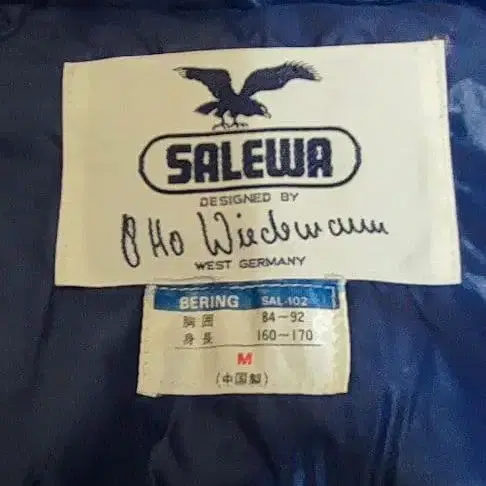 SALEWA
DESIGNED BY
Otto Wiedemann
WEST GERMANY
BERING SAL-102
胸囲 84-92
身長 160-170
M
(中国製)